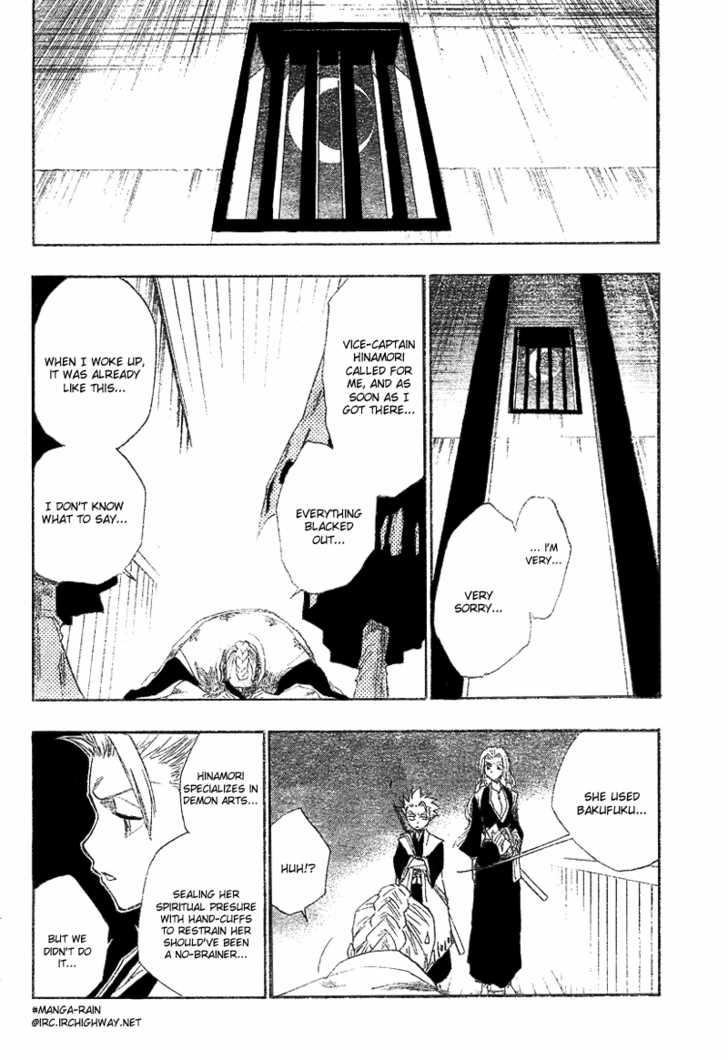 ... I'M
VERY...
VERY
SORRY...
VICE-CAPTAIN
HINAMORI
CALLED FOR
ME, AND AS
SOON AS I
GOT THERE...
EVERYTHING
BLACKED
OUT...
WHEN I WOKE UP,
IT WAS ALREADY
LIKE THIS...
I DON'T KNOW
WHAT TO SAY...
SHE USED
BAKUFUKU...
HUH!?
HINAMORI
SPECIALIZES IN
DEMON ARTS...
SEALING HER
SPIRITUAL PRESURE
WITH HAND-CUFFS
TO RESTRAIN HER
SHOULD'VE BEEN
A NO-BRAINER...
BUT WE
DIDN'T DO
IT...
#MANGA-RAIN
@IRC.IRCHIGHWAY.NET